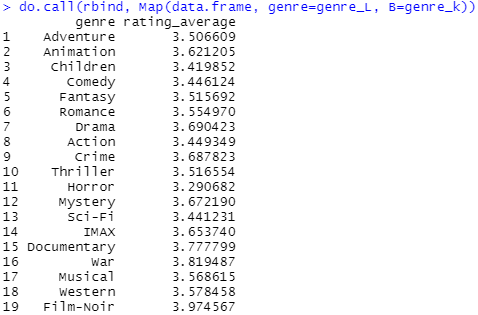 > do.call(rbind, Map(data.frame, genre=genre_L, B=genre_k))
genre rating_average
1 Adventure 3.506609
2 Animation 3.621205
3 Children 3.419852
4 Comedy 3.446124
5 Fantasy 3.515692
6 Romance 3.554970
7 Drama 3.690423
8 Action 3.449349
9 Crime 3.687823
10 Thriller 3.516554
11 Horror 3.290682
12 Mystery 3.672190
13 Sci-Fi 3.441231
14 IMAX 3.653740
15 Documentary 3.777799
16 War 3.819487
17 Musical 3.568615
18 Western 3.578458
19 Film-Noir 3.974567